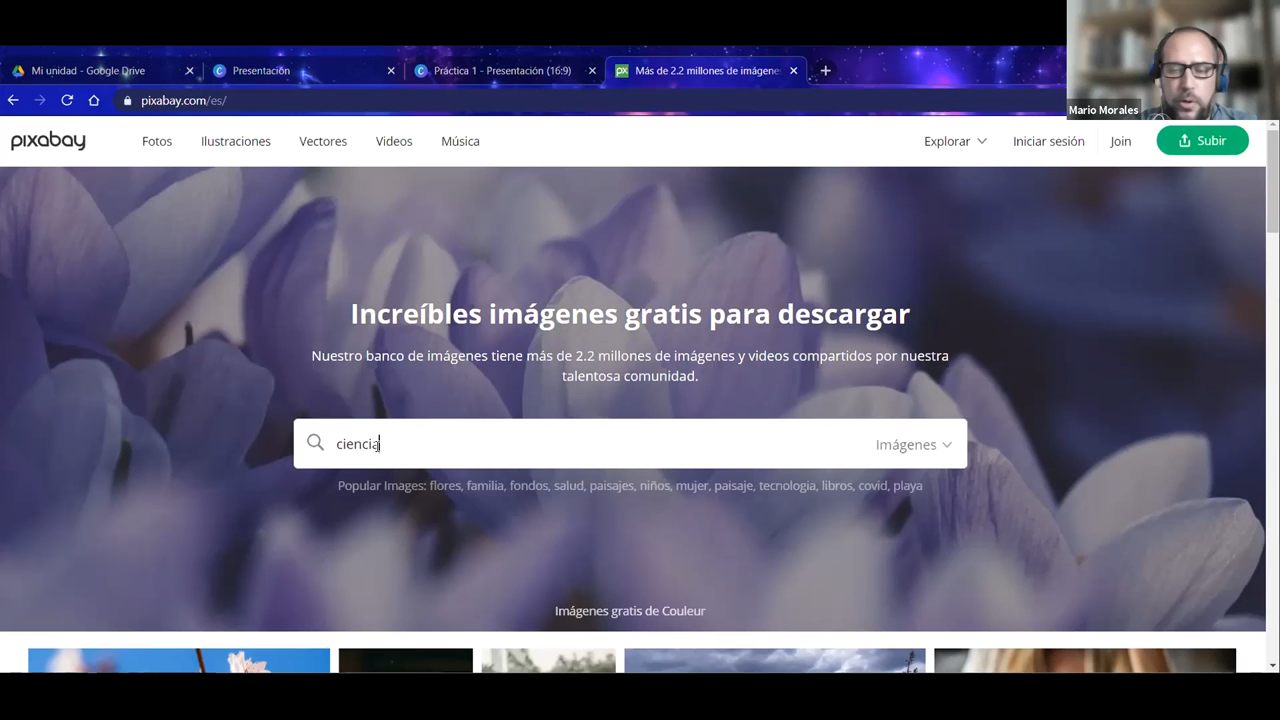 Mi unidad - Google Drive
Presentación
Práctica 1 - Presentación (16:9)
Más de 2.2 millones de imágene
pixabay.com/es/
Mario Morales
pixabay
Fotos
Ilustraciones
Vectores
Videos
Música
Explorar
Iniciar sesión
Join
Subir
Increíbles imágenes gratis para descargar
Nuestro banco de imágenes tiene más de 2.2 millones de imágenes y videos compartidos por nuestra
talentosa comunidad.
ciencia
Imágenes
Popular Images: flores, familia, fondos, salud, paisajes, niños, mujer, paisaje, tecnologia, libros, covid, playa
Imágenes gratis de Couleur